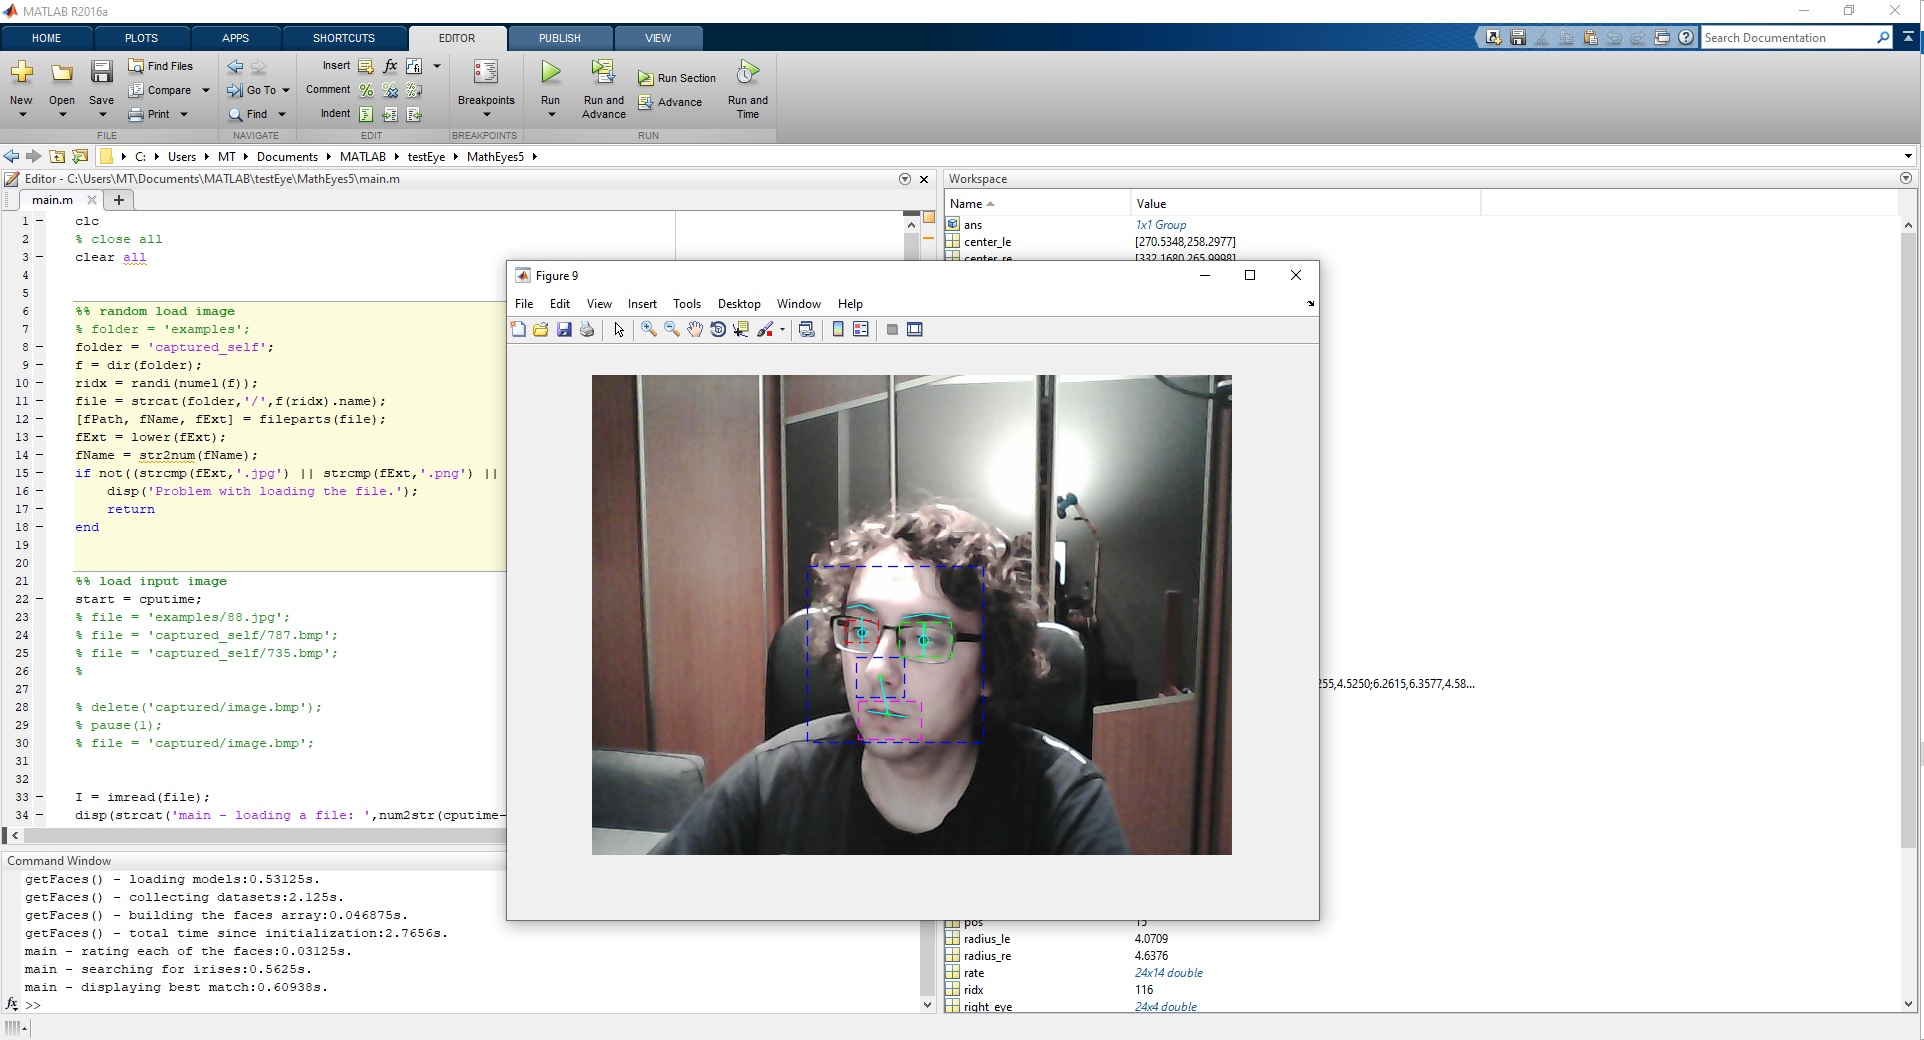 MATLAB R2016a
HOME PLOTS APPS SHORTCUTS EDITOR PUBLISH VIEW
Search Documentation
New Open Save
Find Files
Compare
Print
Go To
Find
Insert fx
Comment
Indent
Breakpoints
Run
Run and Advance
Run Section
Advance
Run and Time
FILE NAVIGATE EDIT BREAKPOINTS RUN
C: Users MT Documents MATLAB testEye MathEyes5
Editor - C:\Users\MT\Documents\MATLAB\testEye\MathEyes5\main.m
main.m
1 clc
2 % close all
3 clear all
4
5
6 %% random load image
7 % folder = 'examples';
8 folder = 'captured_self';
9 f = dir(folder);
10 ridx = randi(numel(f));
11 file = strcat(folder,'/',f(ridx).name);
12 [fPath, fName, fExt] = fileparts(file);
13 fExt = lower(fExt);
14 fName = str2num(fName);
15 if not((strcmp(fExt,'.jpg') || strcmp(fExt,'.png') ||
16 disp('Problem with loading the file.');
17 return
18 end
19
20
21 %% load input image
22 start = cputime;
23 % file = 'examples/88.jpg';
24 % file = 'captured_self/787.bmp';
25 % file = 'captured_self/735.bmp';
26 %
27
28 % delete('captured/image.bmp');
29 % pause(1);
30 % file = 'captured/image.bmp';
31
32
33 I = imread(file);
34 disp(strcat('main - loading a file: ',num2str(cputime-
Command Window
getFaces() - loading models:0.53125s.
getFaces() - collecting datasets:2.125s.
getFaces() - building the faces array:0.046875s.
getFaces() - total time since initialization:2.7656s.
main - rating each of the faces:0.03125s.
main - searching for irises:0.5625s.
main - displaying best match:0.60938s.
fx >>
Figure 9
File Edit View Insert Tools Desktop Window Help
Workspace
Name Value
ans 1x1 Group
center_le [270.5348,258.2977]
center_re [332.1680,265.9998]
255,4.5250;6.2615,6.3577,4.58...
pos 15
radius_le 4.0709
radius_re 4.6376
rate 24x14 double
ridx 116
right_eye 24x4 double